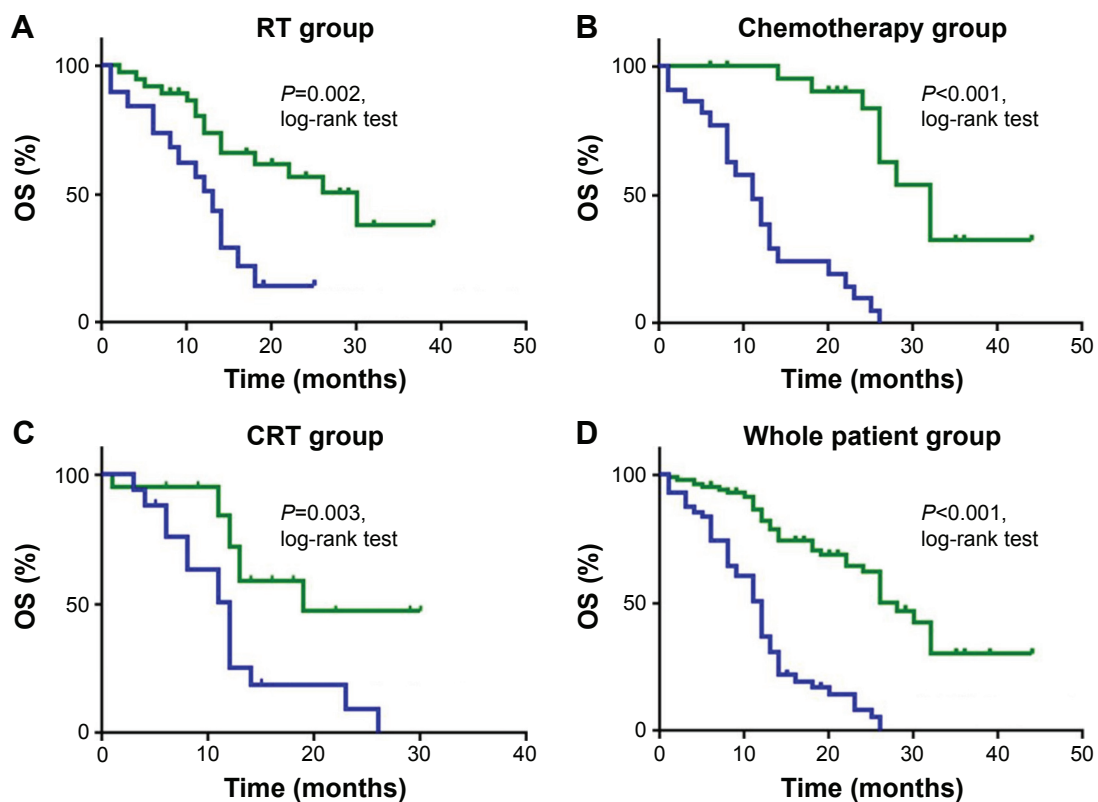 A
RT group
100
50
0
OS (%)
P=0.002,
log-rank test
0 10 20 30 40 50
Time (months)
B
Chemotherapy group
100
50
0
OS (%)
P<0.001,
log-rank test
0 10 20 30 40 50
Time (months)
C
CRT group
100
50
0
OS (%)
P=0.003,
log-rank test
0 10 20 30 40
Time (months)
D
Whole patient group
100
50
0
OS (%)
P<0.001,
log-rank test
0 10 20 30 40 50
Time (months)